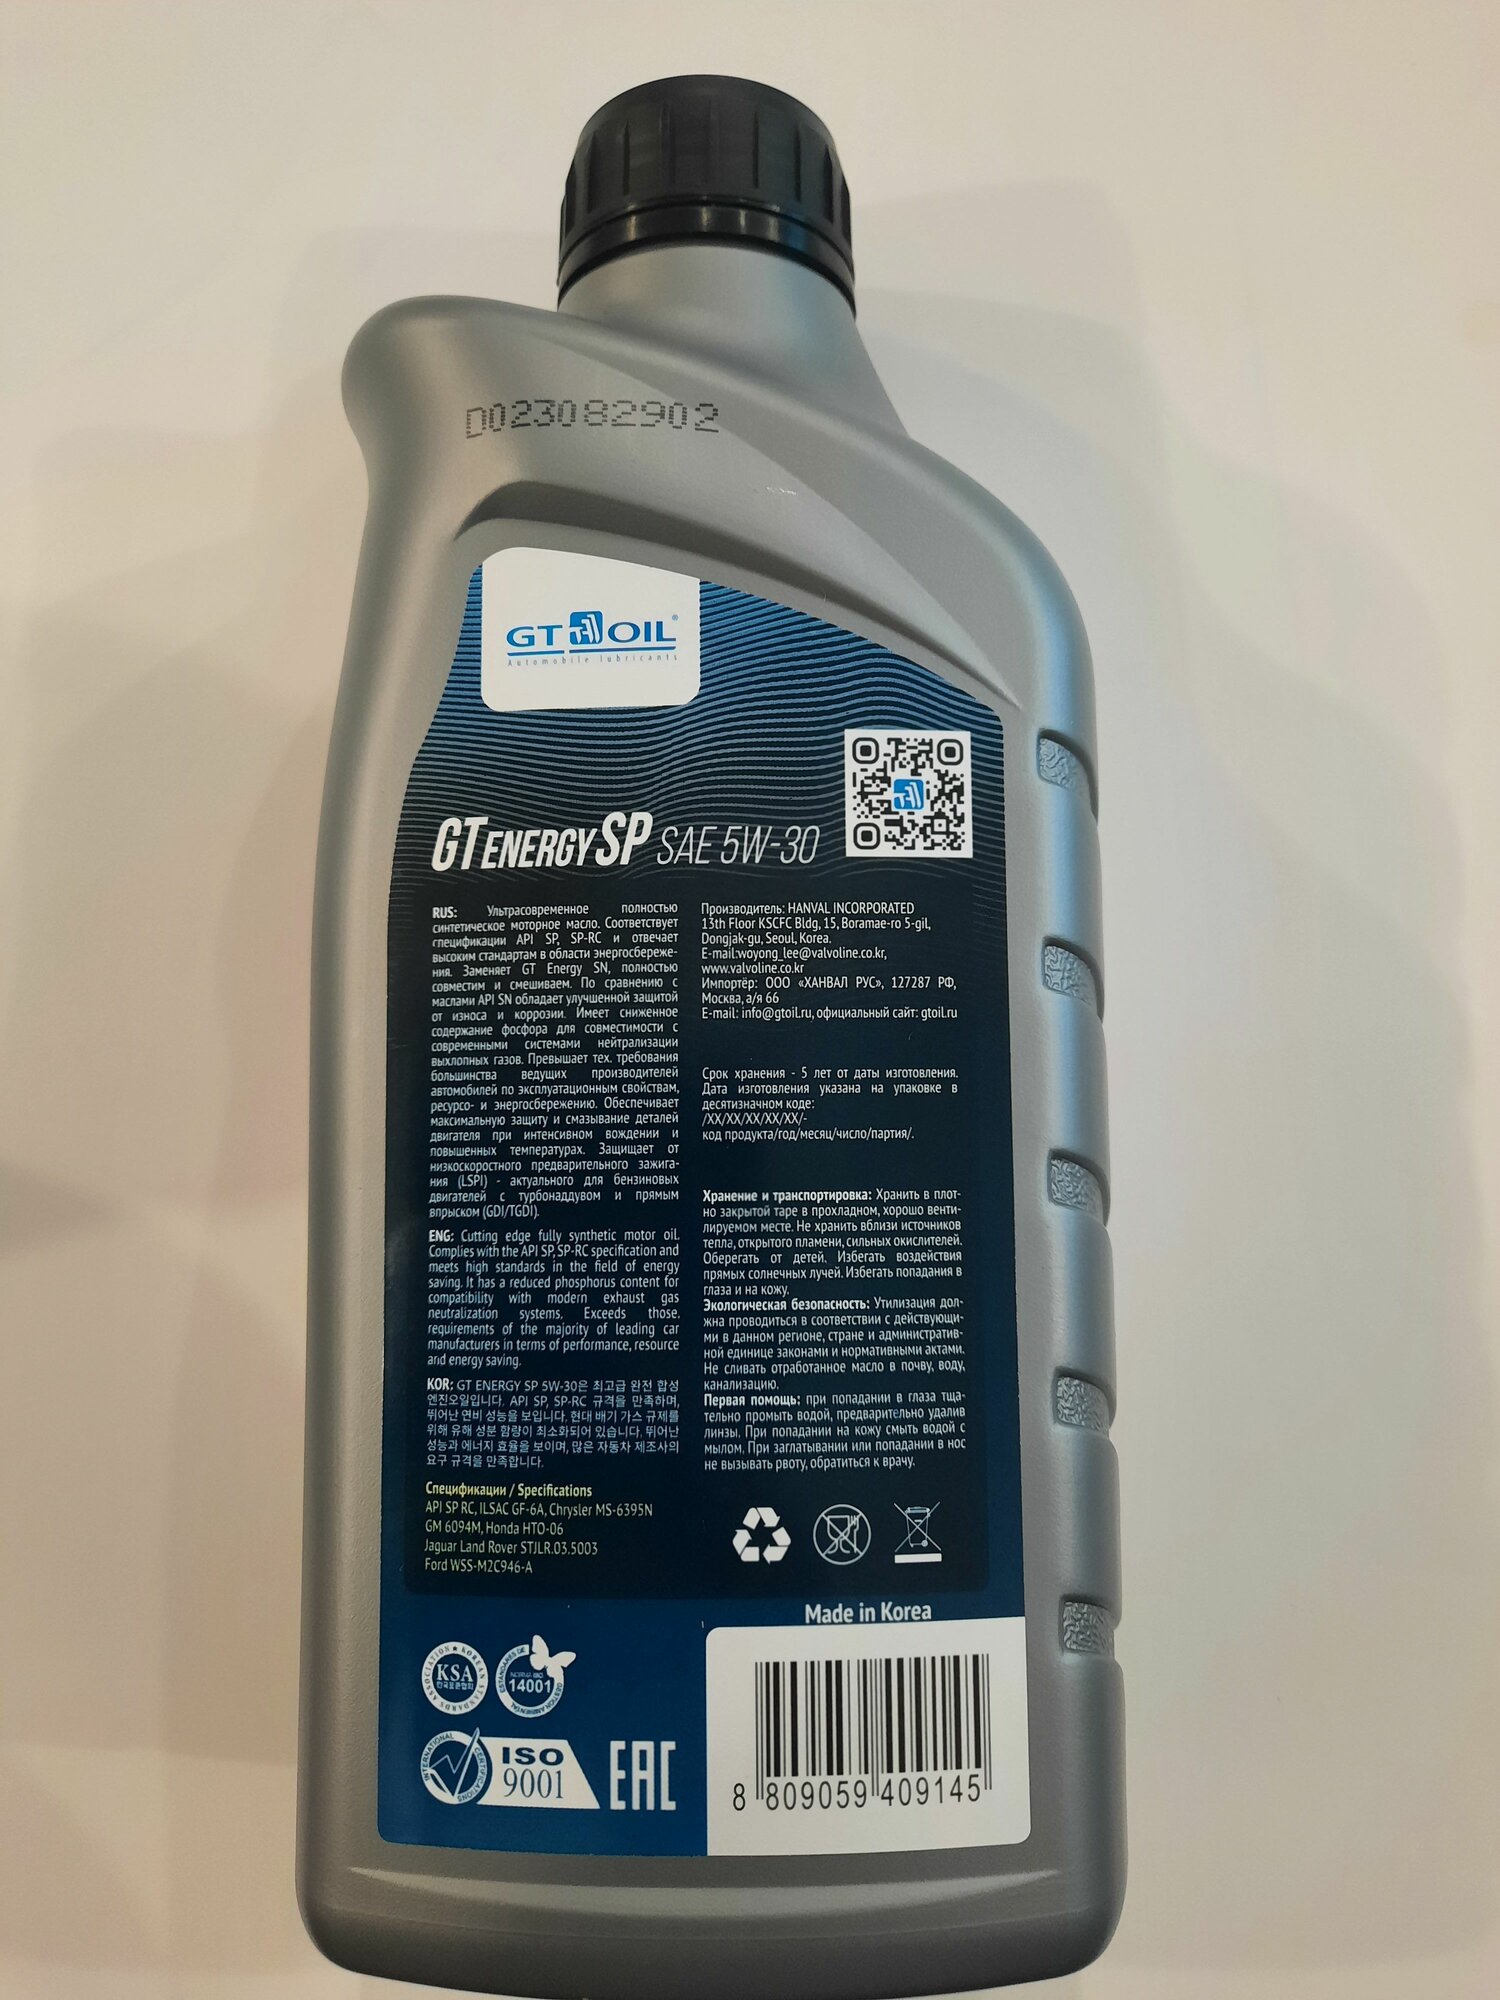 D023082902
GT OIL®
Automobile lubricants
GT ENERGY SP SAE 5W-30
RUS: Ультрасовременное полностью
синтетическое моторное масло. Соответствует
спецификации API SP, SP-RC и отвечает
высоким стандартам в области энергосбереже-
ния. Заменяет GT Energy SN, полностью
совместим и смешиваем. По сравнению с
маслами API SN обладает улучшенной защитой
от износа и коррозии. Имеет сниженное
содержание фосфора для совместимости с
современными системами нейтрализации
выхлопных газов. Превышает тех. требования
большинства ведущих производителей
автомобилей по эксплуатационным свойствам,
ресурсо- и энергосбережению. Обеспечивает
максимальную защиту и смазывание деталей
двигателя при интенсивном вождении и
повышенных температурах. Защищает от
низкоскоростного предварительного зажига-
ния (LSPI) - актуального для бензиновых
двигателей с турбонаддувом и прямым
впрыском (GDI/TGDI).
ENG: Cutting edge fully synthetic motor oil.
Complies with the API SP, SP-RC specification and
meets high standards in the field of energy
saving. It has a reduced phosphorus content for
compatibility with modern exhaust gas
neutralization systems. Exceeds those.
requirements of the majority of leading car
manufacturers in terms of performance, resource
and energy saving.
KOR: GT ENERGY SP 5W-30은 최고급 완전 합성
엔진오일입니다. API SP, SP-RC 규격을 만족하며,
뛰어난 연비 성능을 보입니다. 현대 배기 가스 규제를
위해 유해 성분 함량이 최소화되어 있습니다. 뛰어난
성능과 에너지 효율을 보이며, 많은 자동차 제조사의
요구 규격을 만족합니다.
Спецификации / Specifications
API SP RC, ILSAC GF-6A, Chrysler MS-6395N
GM 6094M, Honda HTO-06
Jaguar Land Rover STJLR.03.5003
Ford WSS-M2C946-A
Производитель: HANVAL INCORPORATED
13th Floor KSCFC Bldg, 15, Boramae-ro 5-gil,
Dongjak-gu, Seoul, Korea.
E-mail:woyong_lee@valvoline.co.kr,
www.valvoline.co.kr
Импортёр: ООО «ХАНВАЛ РУС», 127287 РФ,
Москва, а/я 66
E-mail: info@gtoil.ru, официальный сайт: gtoil.ru
Срок хранения - 5 лет от даты изготовления.
Дата изготовления указана на упаковке в
десятизначном коде:
/XX/XX/XX/XX/XX/-
код продукта/год/месяц/число/партия/.
Хранение и транспортировка: Хранить в плот-
но закрытой таре в прохладном, хорошо венти-
лируемом месте. Не хранить вблизи источников
тепла, открытого пламени, сильных окислителей.
Оберегать от детей. Избегать воздействия
прямых солнечных лучей. Избегать попадания в
глаза и на кожу.
Экологическая безопасность: Утилизация дол-
жна проводиться в соответствии с действующи-
ми в данном регионе, стране и административ-
ной единице законами и нормативными актами.
Не сливать отработанное масло в почву, воду,
канализацию.
Первая помощь: при попадании в глаза тща-
тельно промыть водой, предварительно удалив
линзы. При попадании на кожу смыть водой с
мылом. При заглатывании или попадании в нос
не вызывать рвоту, обратиться к врачу.
Made in Korea
KOREAN STANDARDS ASSOCIATION
KSA
한국표준협회
ESTANDARES DE
NORMA ISO
14001
GESTION AMBIENTAL
INTERNATIONAL CERTIFICATIONS
ISO
9001
EAC
8 809059 409145